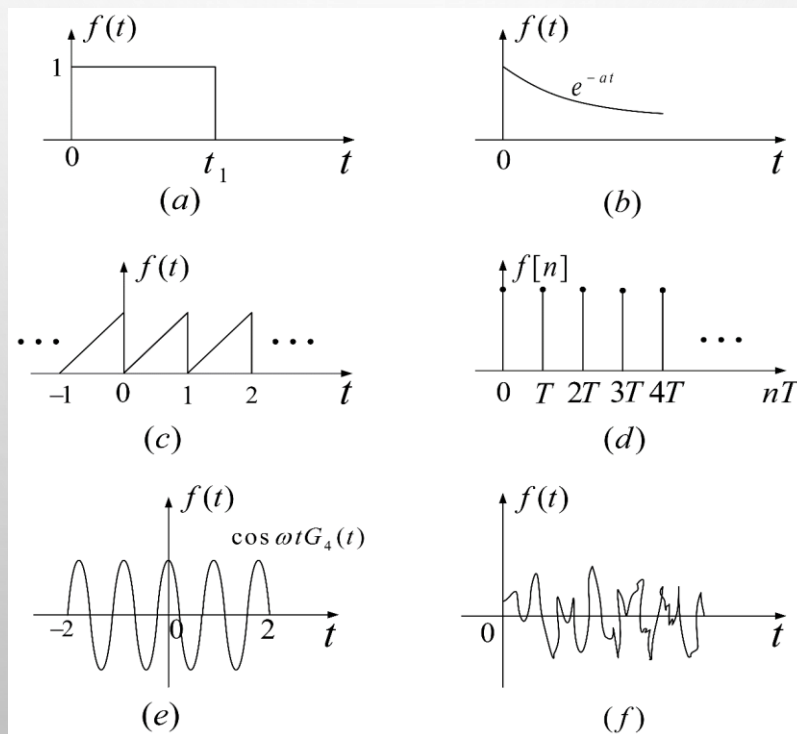 f(t)
1
0
t₁
t
(a)
f(t)
e^{-at}
0
t
(b)
f(t)
• • •
• • •
–1
0
1
2
t
(c)
f[n]
• • •
0 T 2T 3T 4T nT
(d)
f(t)
cos ωtG₄(t)
–2
0
2
t
(e)
f(t)
0
t
(f)